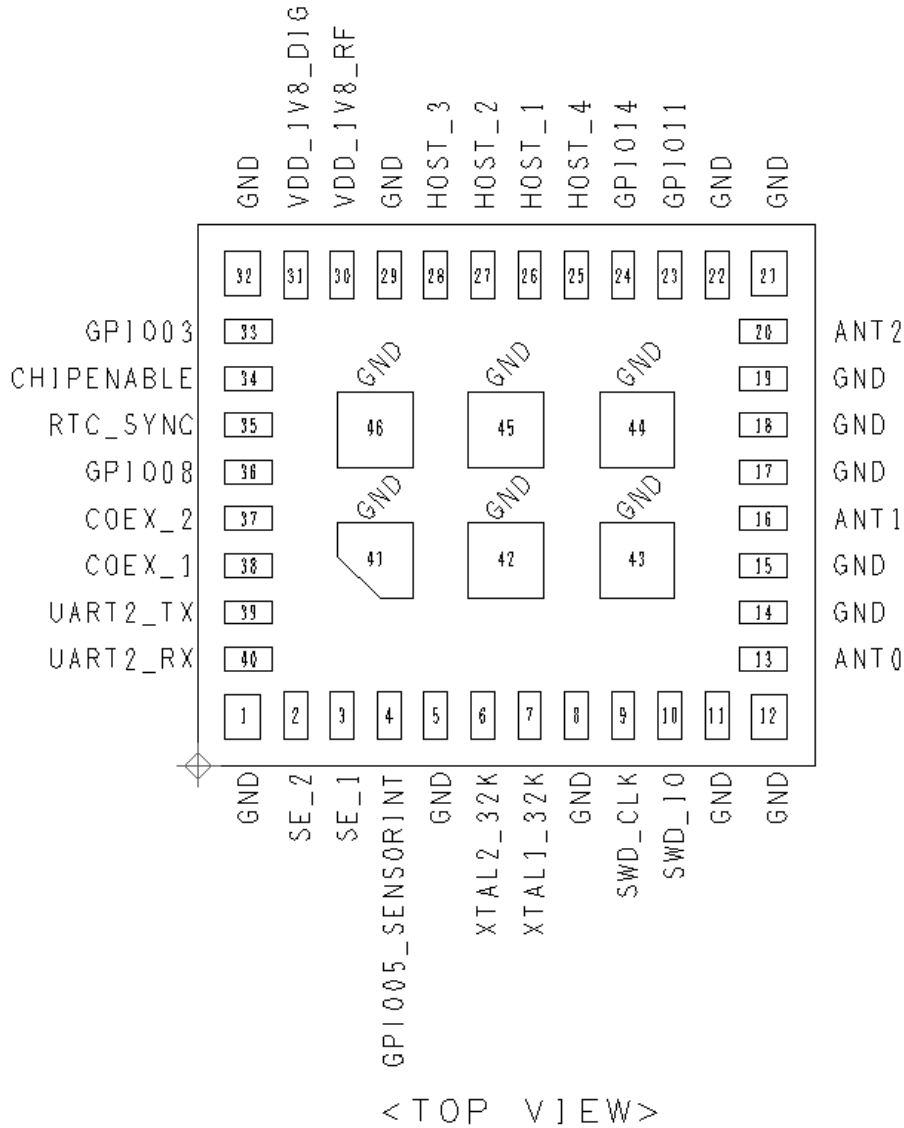 GND
VDD_1V8_DIG
VDD_1V8_RF
GND
HOST_3
HOST_2
HOST_1
HOST_4
GPIO14
GPIO11
GND
GND
32
31
30
29
28
27
26
25
24
23
22
21
GPIO03 33
20 ANT2
CHIPENABLE 34
19 GND
RTC_SYNC 35
18 GND
GPIO08 36
17 GND
COEX_2 37
16 ANT1
COEX_1 38
15 GND
UART2_TX 39
14 GND
UART2_RX 40
13 ANT0
GND
GND
GND
46
45
44
GND
GND
GND
41
42
43
1
2
3
4
5
6
7
8
9
10
11
12
GND
SE_2
SE_1
GPIO05_SENSORINT
GND
XTAL2_32K
XTAL1_32K
GND
SWD_CLK
SWD_IO
GND
GND
<TOP VIEW>